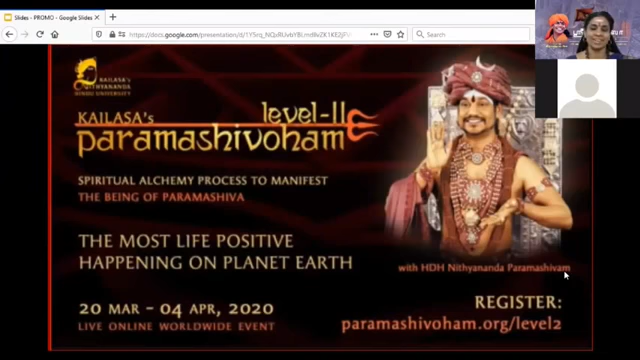 Slides - PROMO - Google Slides
Search
KAILASA's
NITHYANANDA
HINDU UNIVERSITY
KAILASA's level-II
paramashivoham
SPIRITUAL ALCHEMY PROCESS TO MANIFEST
THE BEING OF PARAMASHIVA
THE MOST LIFE POSITIVE
HAPPENING ON PLANET EARTH
with HDH Nithyananda Paramashivam
20 MAR - 04 APR, 2020
LIVE ONLINE WORLDWIDE EVENT
REGISTER:
paramashivoham.org/level2